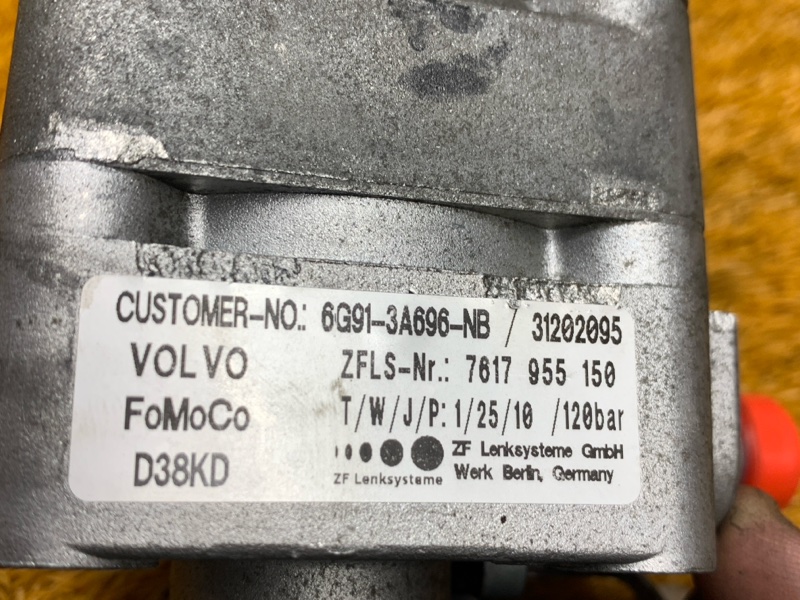 CUSTOMER-NO.: 6G91-3A696-NB / 31202095
VOLVO ZFLS-Nr.: 7617 955 150
FoMoCo T/W/J/P: 1/25/10 /120bar
D38KD ZF Lenksysteme ZF Lenksysteme GmbH
Werk Berlin, Germany